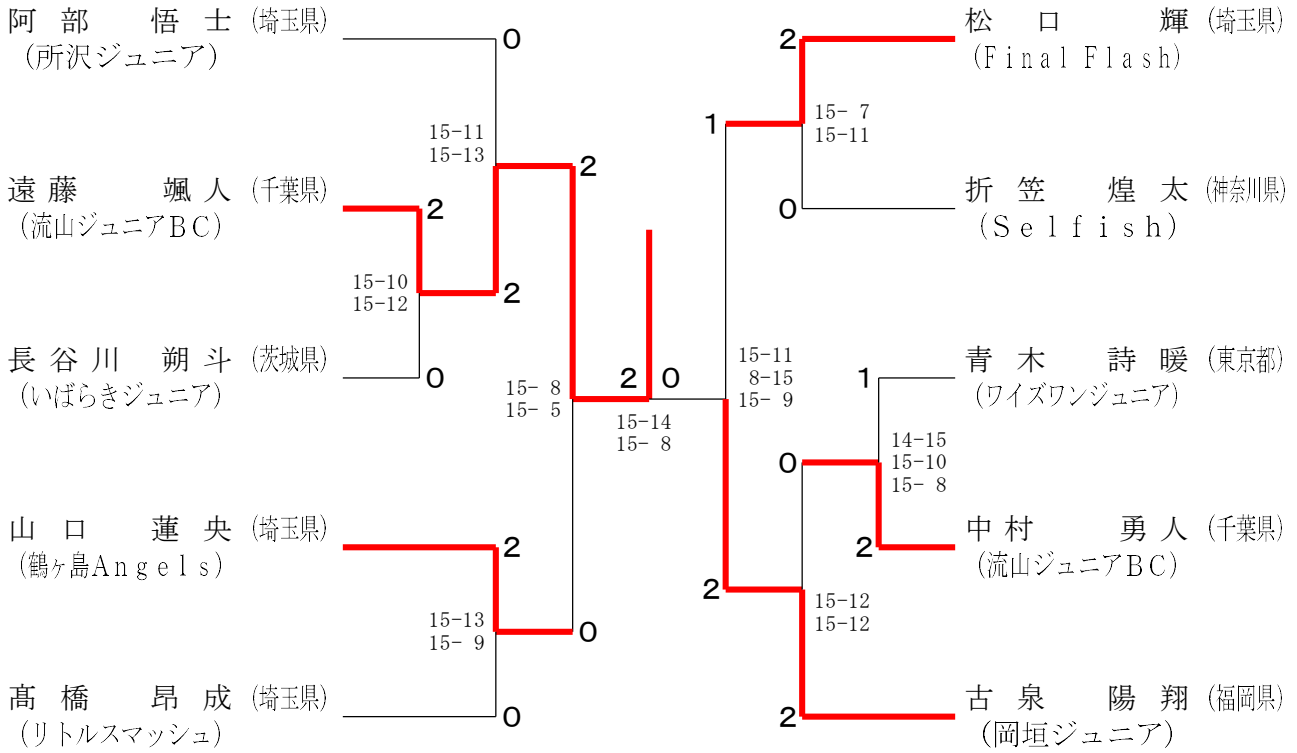 阿部 悟士 (埼玉県)
(所沢ジュニア)
0
15-11
15-13
2
遠藤 颯人 (千葉県)
(流山ジュニアBC)
2
15-10
15-12
2
長谷川 朔斗 (茨城県)
(いばらきジュニア)
0
15- 8
15- 5
山口 蓮央 (埼玉県)
(鶴ヶ島Angels)
2
15-13
15- 9
0
髙橋 昂成 (埼玉県)
(リトルスマッシュ)
0
2 0
15-14
15- 8
松口 輝 (埼玉県)
(Final Flash)
2
1
15- 7
15-11
折笠 煌太 (神奈川県)
(Selfish)
0
15-11
8-15
15- 9
青木 詩暖 (東京都)
(ワイズワンジュニア)
1
0
14-15
15-10
15- 8
中村 勇人 (千葉県)
(流山ジュニアBC)
2
2
15-12
15-12
古泉 陽翔 (福岡県)
(岡垣ジュニア)
2